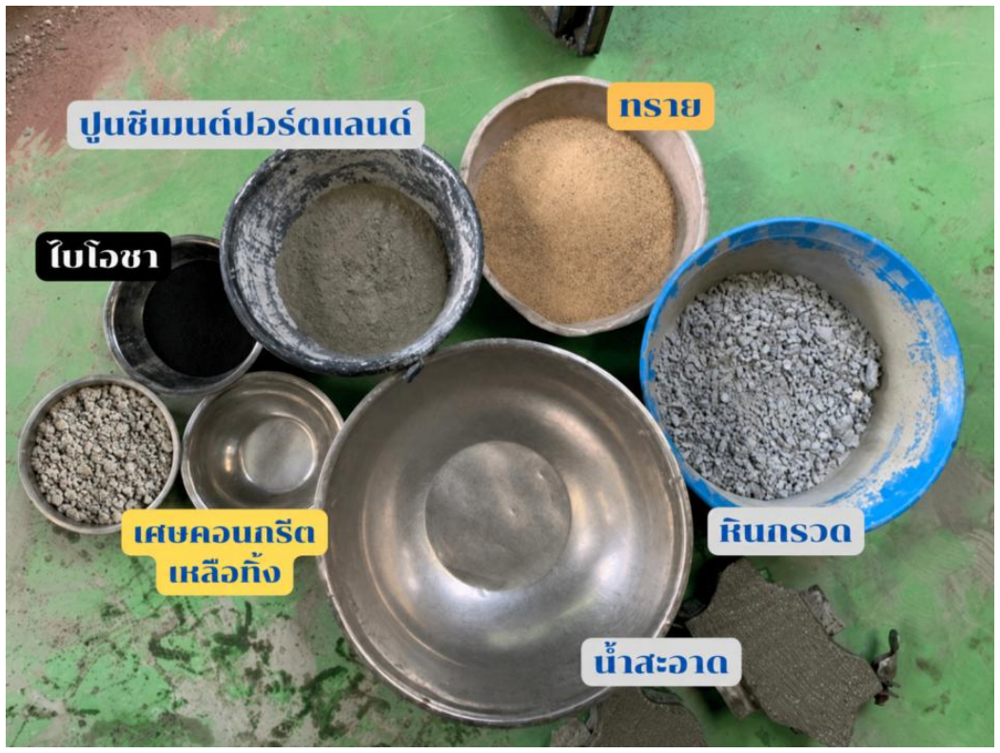 ปูนซีเมนต์ปอร์ตแลนด์
ทราย
ไบโอชา
เศษคอนกรีต
เหลือทิ้ง
หินกรวด
น้ำสะอาด